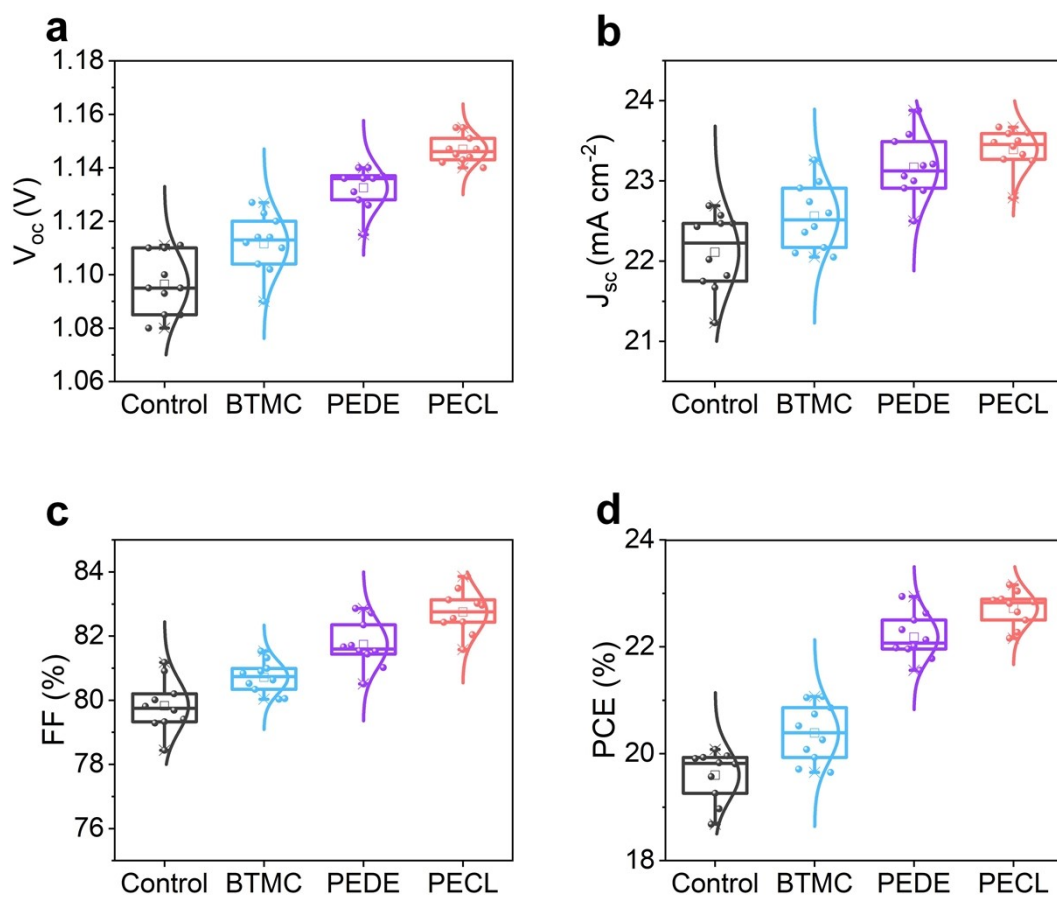 a
V_oc (V)
1.18
1.16
1.14
1.12
1.10
1.08
1.06
Control BTMC PEDE PECL
b
J_sc (mA cm⁻²)
24
23
22
21
Control BTMC PEDE PECL
c
FF (%)
84
82
80
78
76
Control BTMC PEDE PECL
d
PCE (%)
24
22
20
18
Control BTMC PEDE PECL